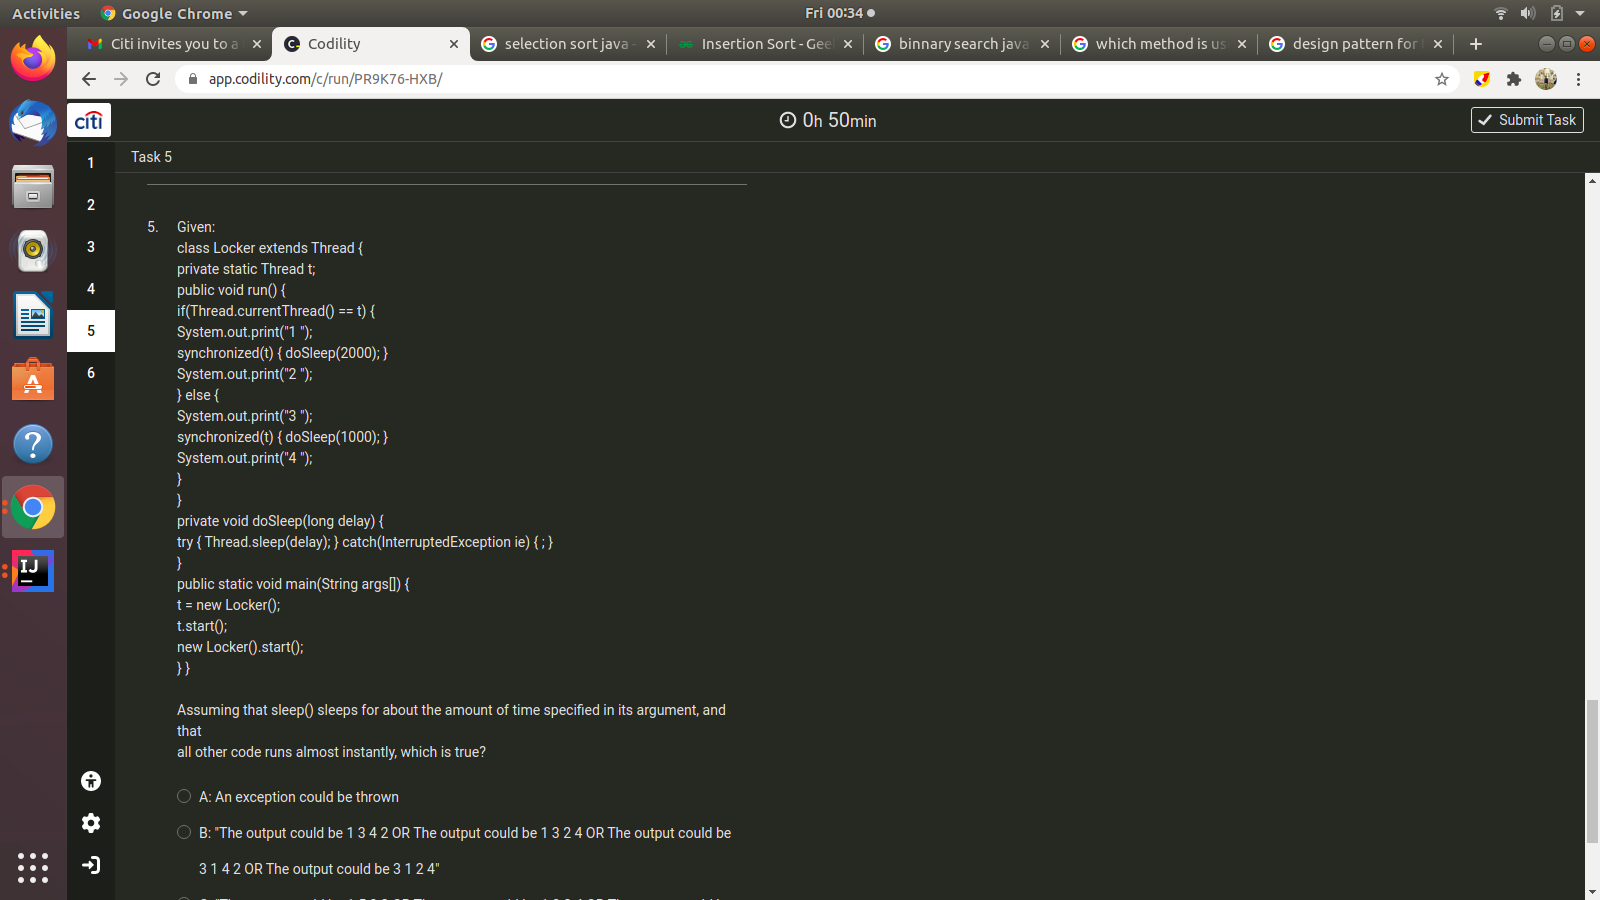 Activities
Google Chrome
Fri 00:34
Citi invites you to a
Codility
selection sort java
Insertion Sort - Gee
binnary search java
which method is us
design pattern for
app.codility.com/c/run/PR9K76-HXB/
citi
0h 50min
Submit Task
1
2
3
4
5
6
Task 5
5. Given:
class Locker extends Thread {
private static Thread t;
public void run() {
if(Thread.currentThread() == t) {
System.out.print("1 ");
synchronized(t) { doSleep(2000); }
System.out.print("2 ");
} else {
System.out.print("3 ");
synchronized(t) { doSleep(1000); }
System.out.print("4 ");
}
}
private void doSleep(long delay) {
try { Thread.sleep(delay); } catch(InterruptedException ie) { ; }
}
public static void main(String args[]) {
t = new Locker();
t.start();
new Locker().start();
} }
Assuming that sleep() sleeps for about the amount of time specified in its argument, and
that
all other code runs almost instantly, which is true?
A: An exception could be thrown
B: "The output could be 1 3 4 2 OR The output could be 1 3 2 4 OR The output could be
3 1 4 2 OR The output could be 3 1 2 4"